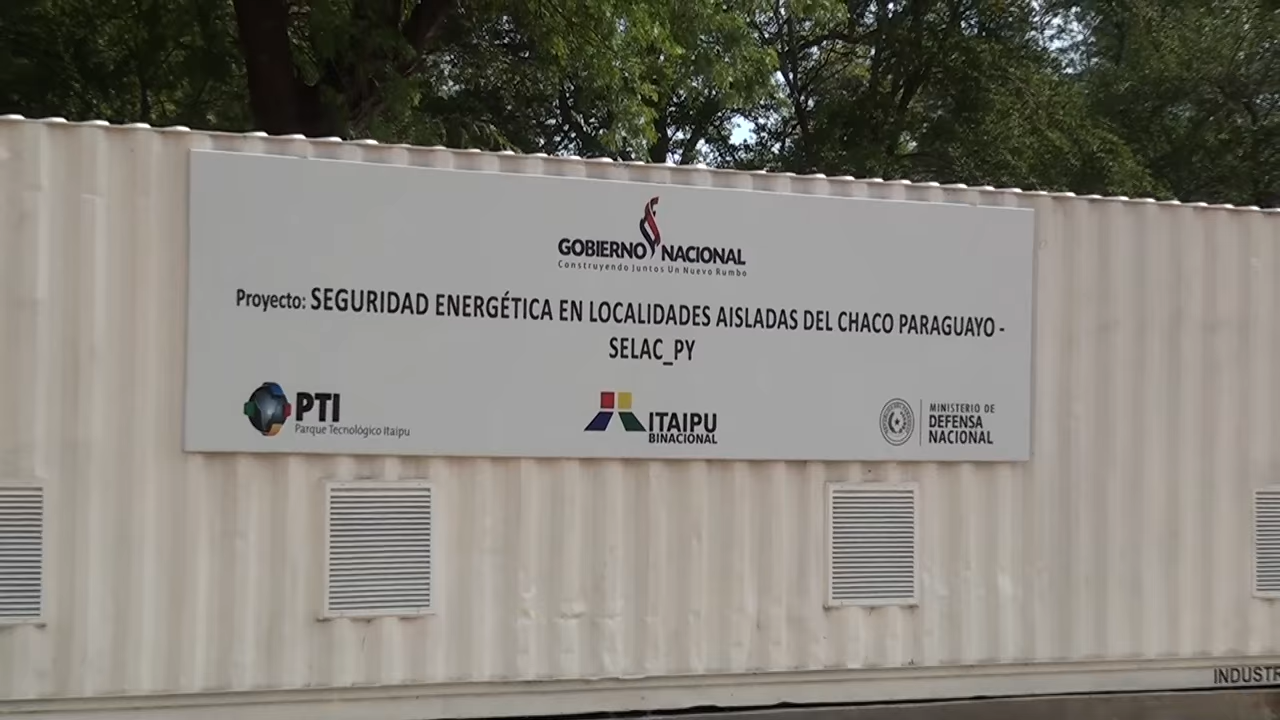 GOBIERNO NACIONAL
Construyendo Juntos Un Nuevo Rumbo
Proyecto: SEGURIDAD ENERGÉTICA EN LOCALIDADES AISLADAS DEL CHACO PARAGUAYO -
SELAC_PY
PTI
Parque Tecnológico Itaipu
ITAIPU
BINACIONAL
MINISTERIO DE
DEFENSA
NACIONAL